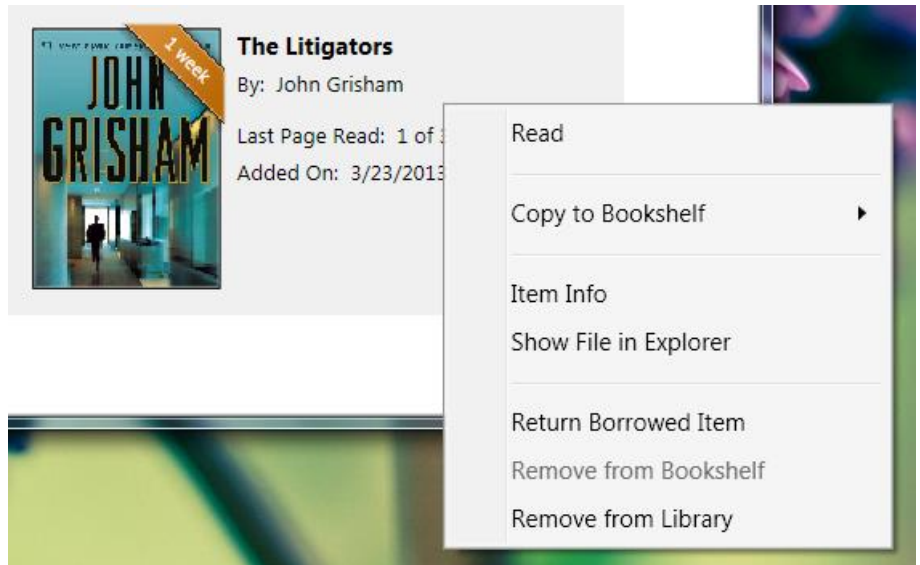 1 week
JOHN
GRISHAM
The Litigators
By: John Grisham
Last Page Read: 1 of
Added On: 3/23/2013
Read
Copy to Bookshelf
Item Info
Show File in Explorer
Return Borrowed Item
Remove from Bookshelf
Remove from Library